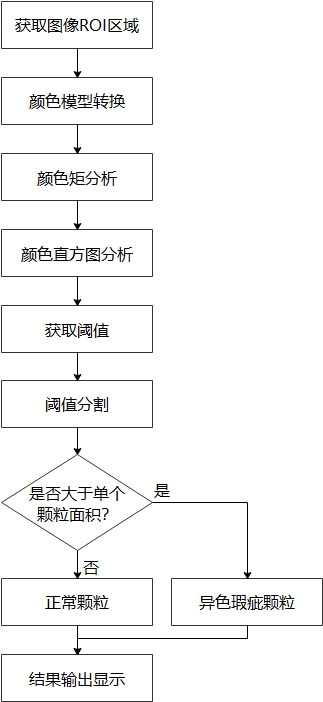 获取图像ROI区域
颜色模型转换
颜色矩分析
颜色直方图分析
获取阈值
阈值分割
是否大于单个
颗粒面积?
是
否
正常颗粒
异色瑕疵颗粒
结果输出显示